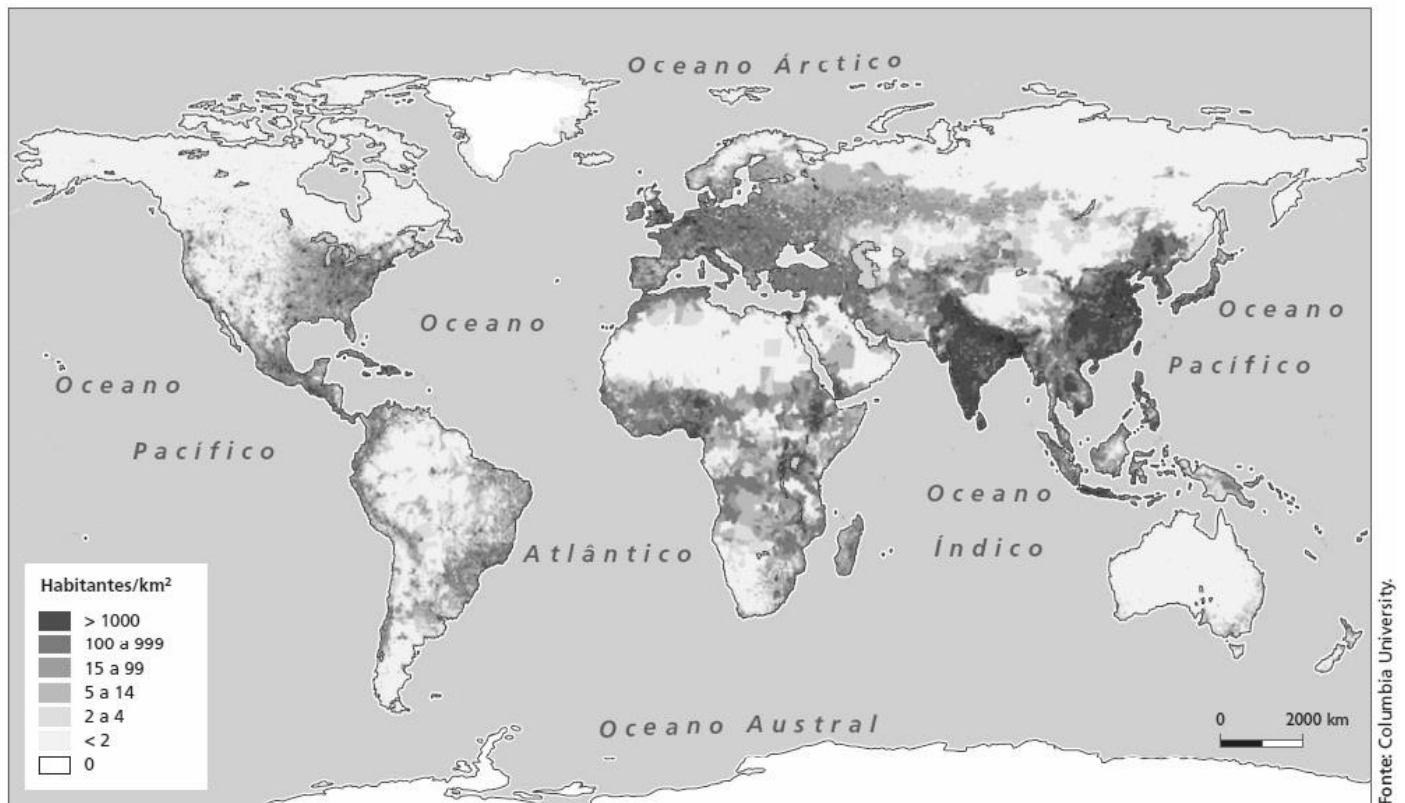 Oceano Árctico
Oceano
Oceano
Pacífico
Oceano
Pacífico
Oceano
Índico
Atlântico
Oceano Austral
Habitantes/km²
> 1000
100 a 999
15 a 99
5 a 14
2 a 4
< 2
0
0 2000 km
Fonte: Columbia University.